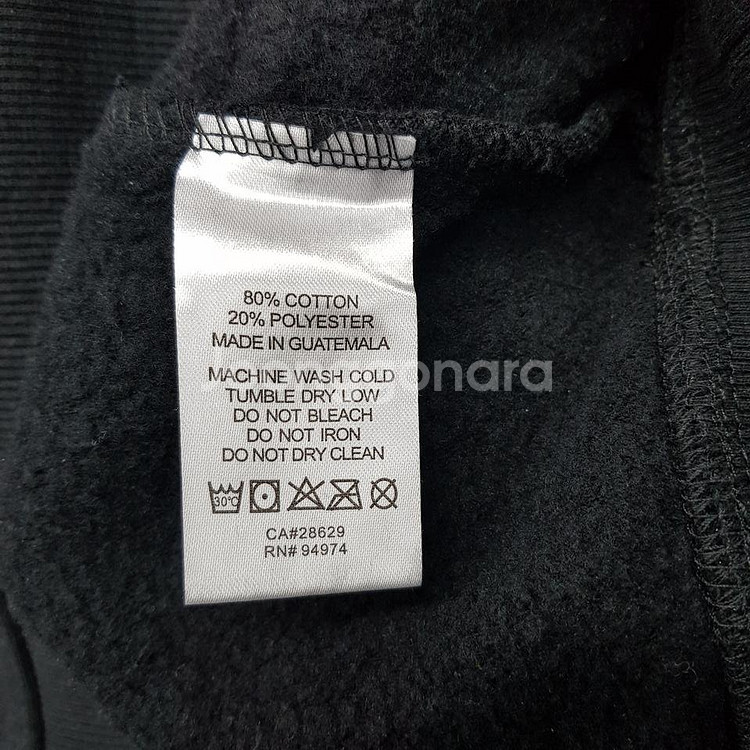 80% COTTON
20% POLYESTER
MADE IN GUATEMALA
MACHINE WASH COLD
TUMBLE DRY LOW
DO NOT BLEACH
DO NOT IRON
DO NOT DRY CLEAN
30°C
CA#28629
RN# 94974